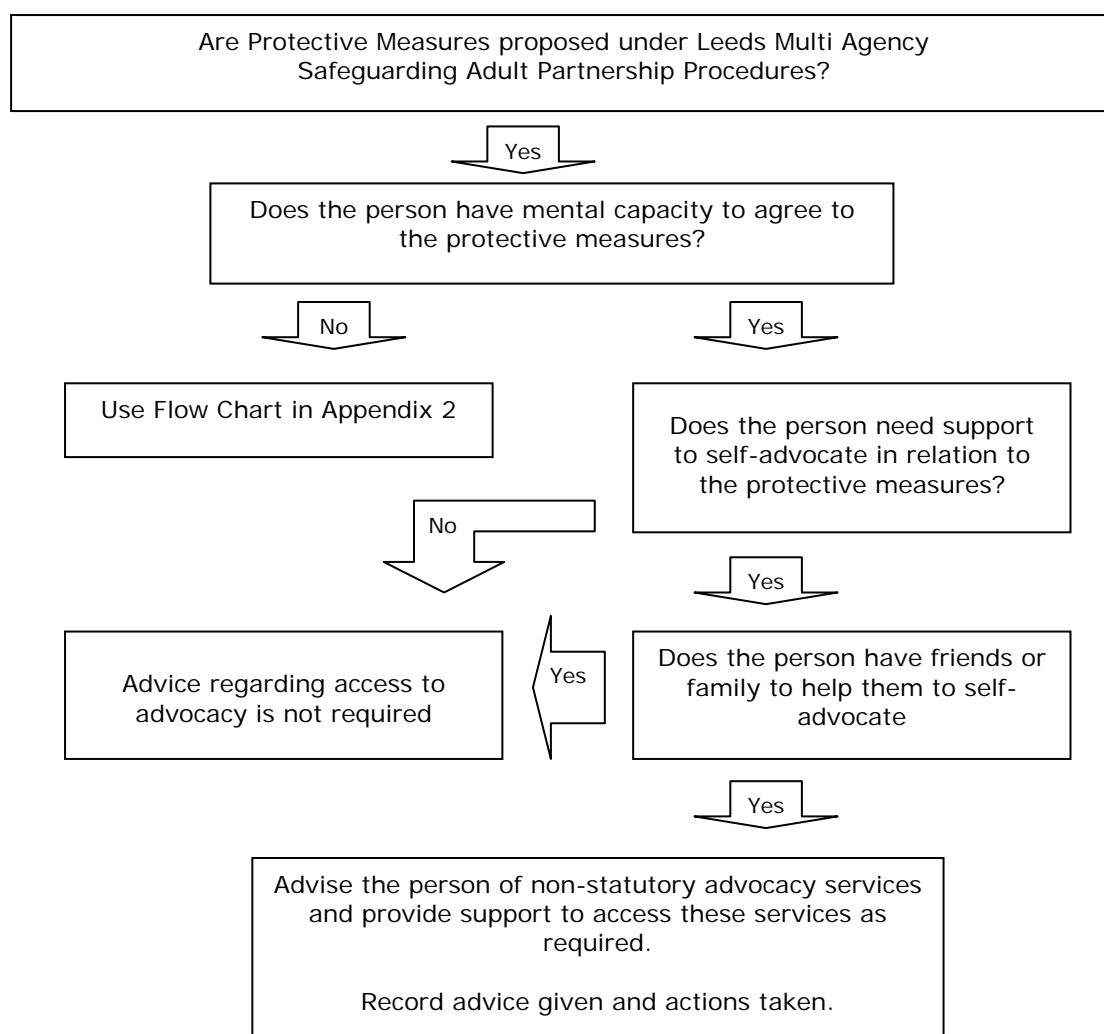 Are Protective Measures proposed under Leeds Multi Agency
Safeguarding Adult Partnership Procedures?
Yes
Does the person have mental capacity to agree to
the protective measures?
No
Yes
Use Flow Chart in Appendix 2
Does the person need support
to self-advocate in relation to
the protective measures?
No
Yes
Advice regarding access to
advocacy is not required
Yes
Does the person have friends or
family to help them to self-
advocate
Yes
Advise the person of non-statutory advocacy services
and provide support to access these services as
required.
Record advice given and actions taken.